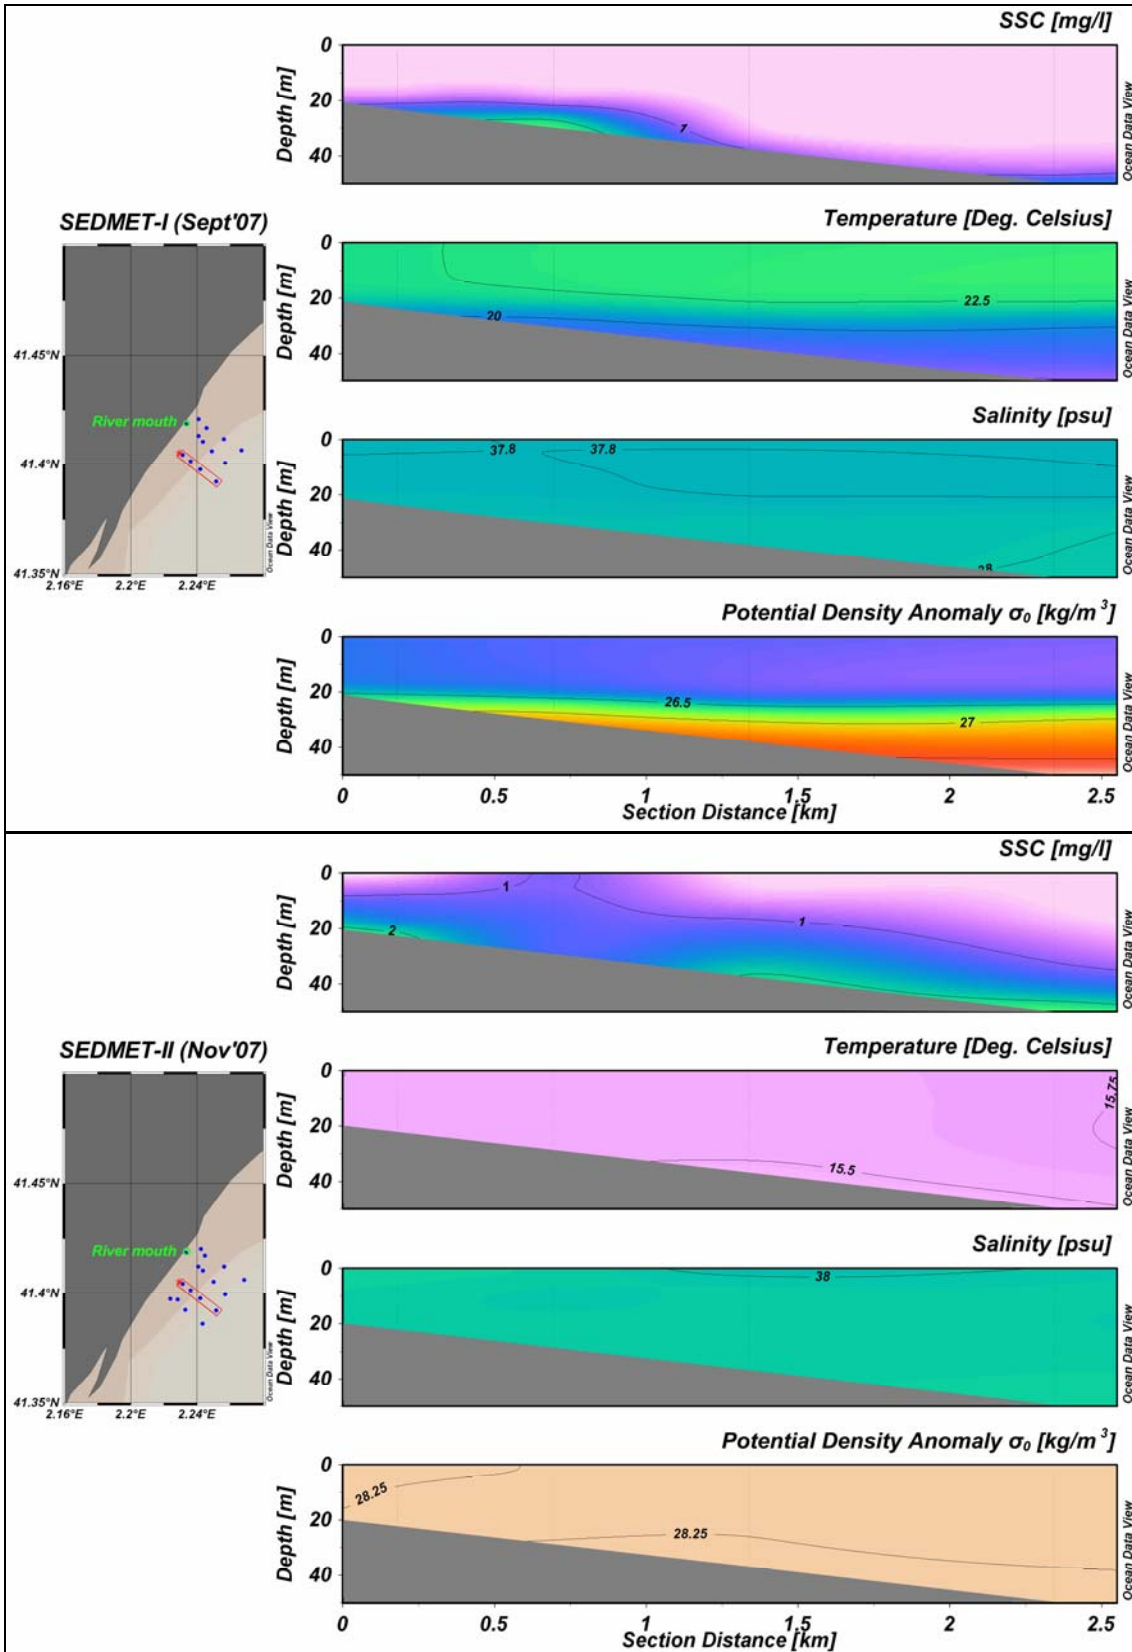 SSC [mg/l]
0
20
40
Depth [m]
1
Ocean Data View
SEDMET-I (Sept'07)
41.45°N
41.4°N
41.35°N
2.16°E 2.2°E 2.24°E
River mouth
Ocean Data View
Temperature [Deg. Celsius]
0
20
40
Depth [m]
22.5
20
Ocean Data View
Salinity [psu]
0
20
40
Depth [m]
37.8
37.8
38
Ocean Data View
Potential Density Anomaly σ₀ [kg/m³]
0
20
40
Depth [m]
26.5
27
Ocean Data View
0 0.5 1 1.5 2 2.5
Section Distance [km]
SSC [mg/l]
0
20
40
Depth [m]
1
2
1
Ocean Data View
SEDMET-II (Nov'07)
41.45°N
41.4°N
41.35°N
2.16°E 2.2°E 2.24°E
River mouth
Ocean Data View
Temperature [Deg. Celsius]
0
20
40
Depth [m]
15.75
15.5
Ocean Data View
Salinity [psu]
0
20
40
Depth [m]
38
Ocean Data View
Potential Density Anomaly σ₀ [kg/m³]
0
20
40
Depth [m]
28.25
28.25
Ocean Data View
0 0.5 1 1.5 2 2.5
Section Distance [km]